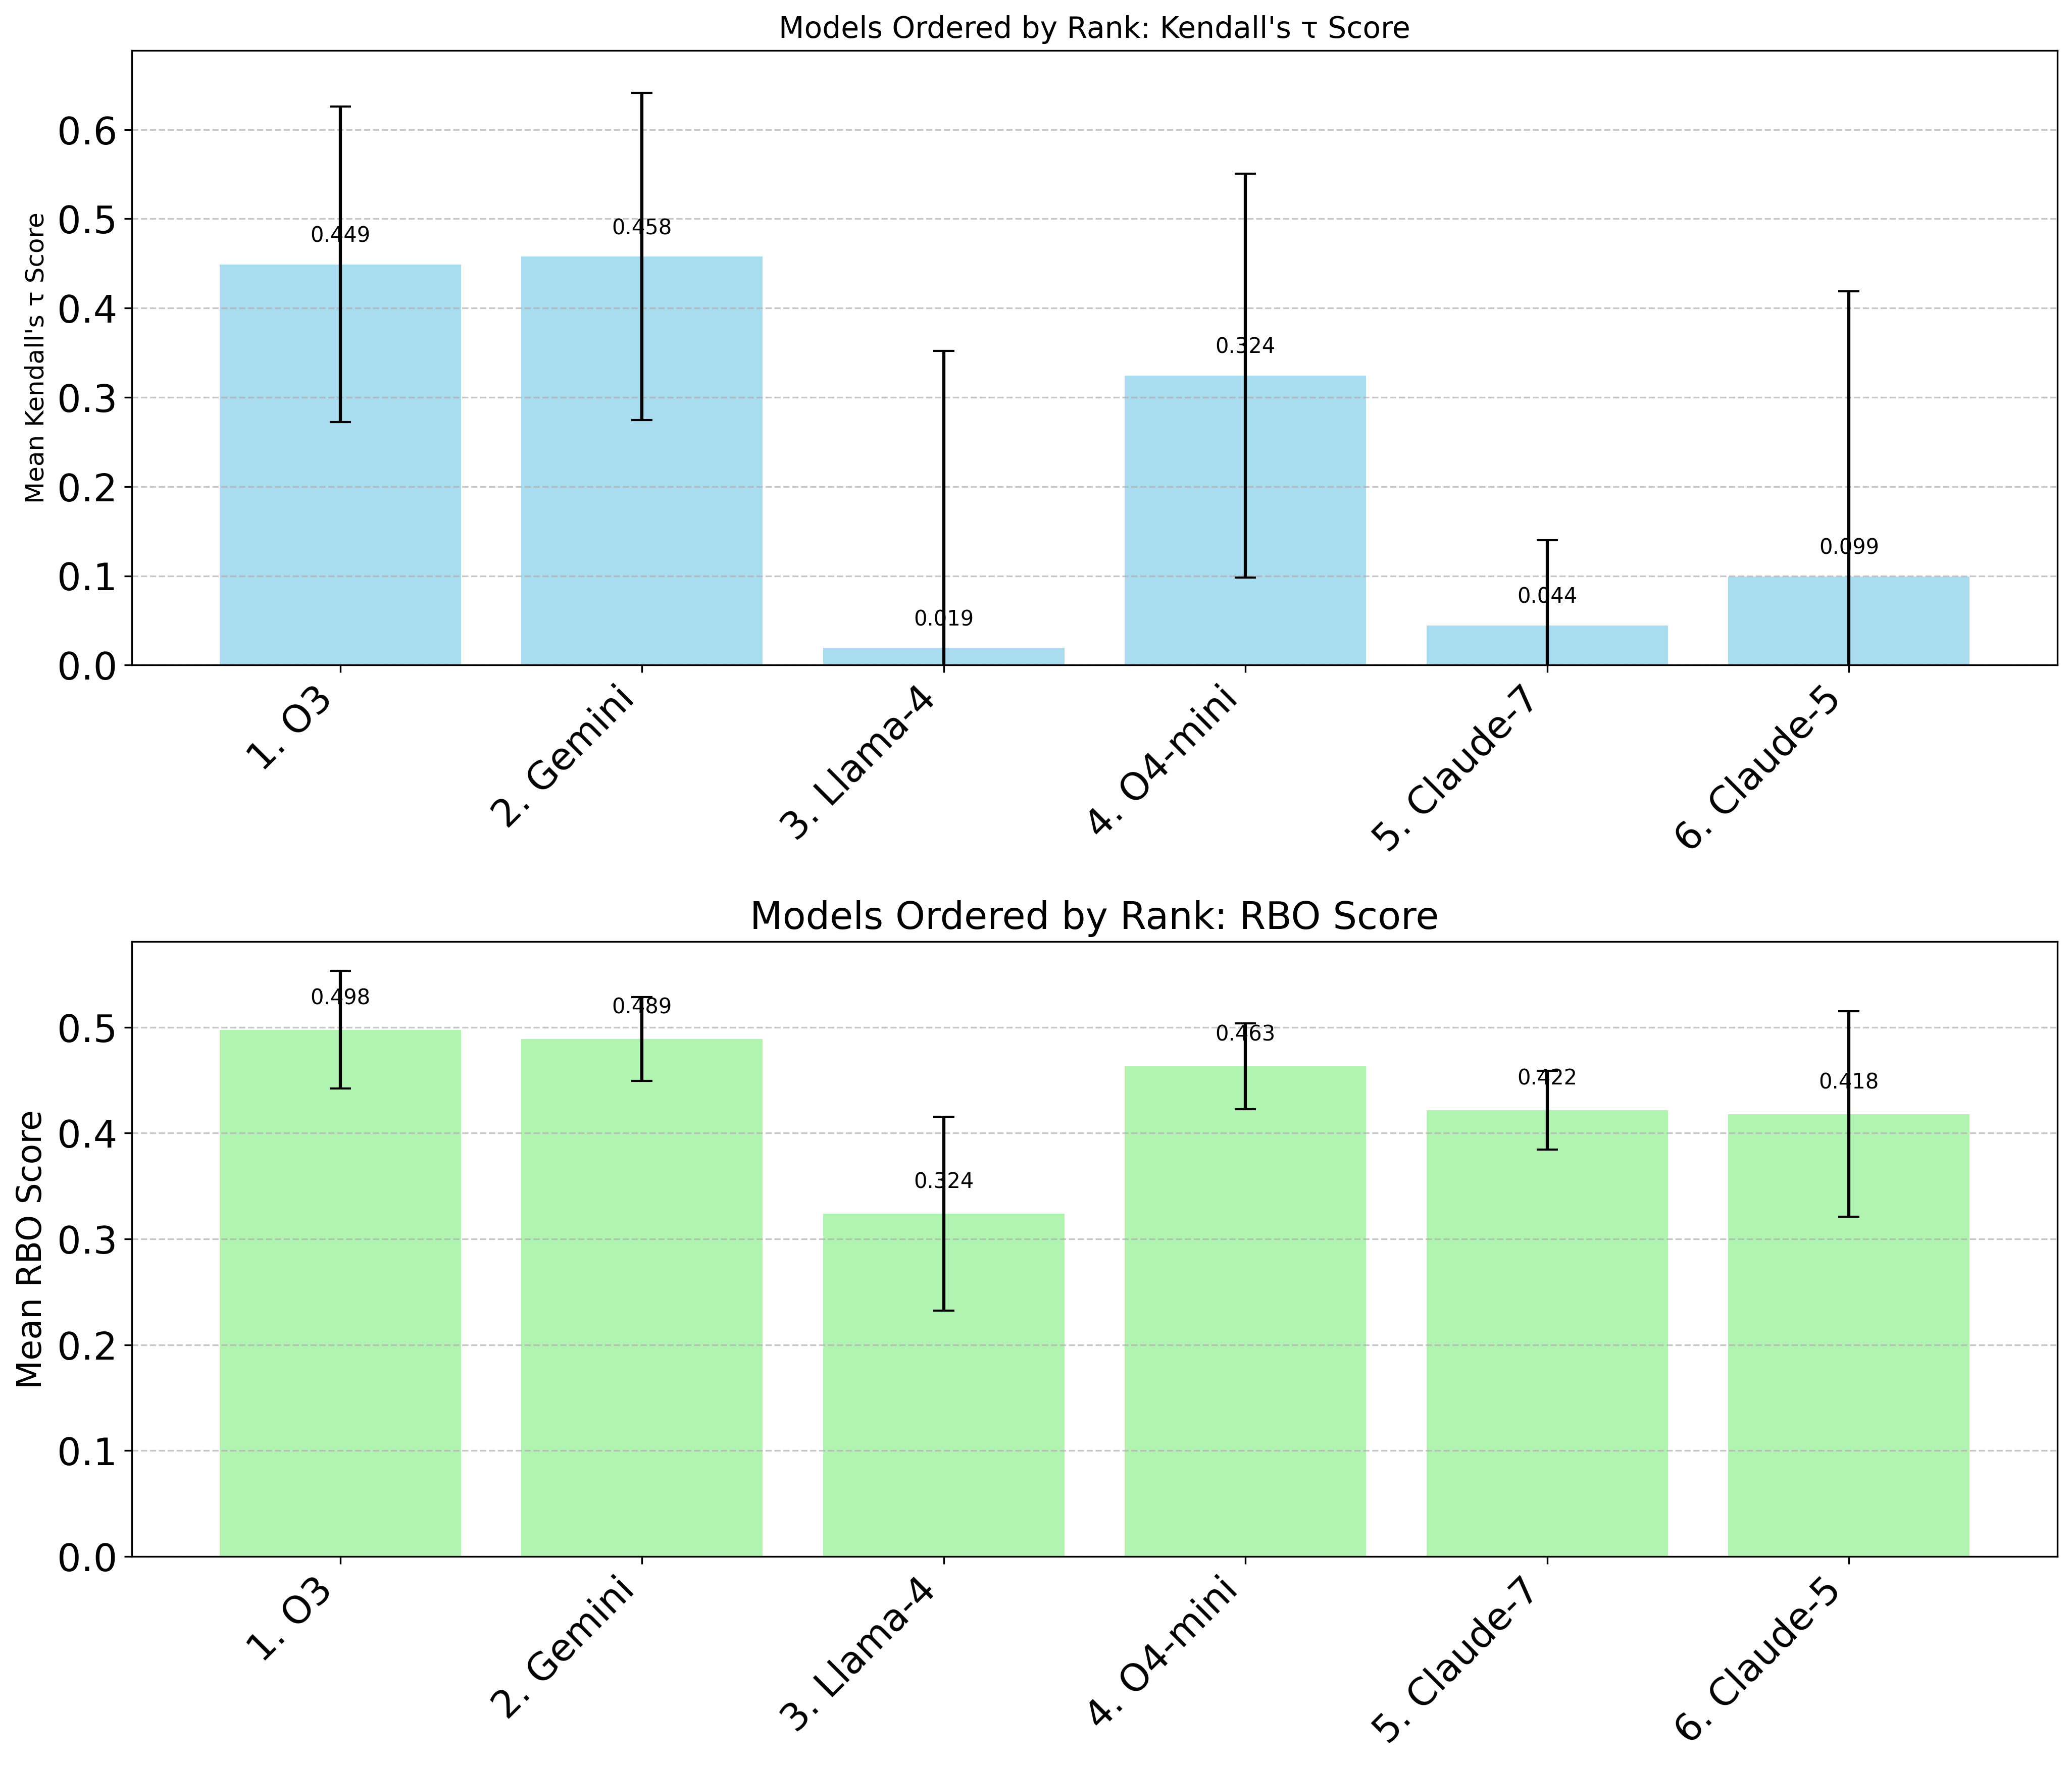 Models Ordered by Rank: Kendall's τ Score
Mean Kendall's τ Score
0.6
0.5
0.4
0.3
0.2
0.1
0.0
0.449
0.458
0.019
0.324
0.044
0.099
1. O3
2. Gemini
3. Llama-4
4. O4-mini
5. Claude-7
6. Claude-5
Models Ordered by Rank: RBO Score
Mean RBO Score
0.5
0.4
0.3
0.2
0.1
0.0
0.498
0.489
0.324
0.463
0.422
0.418
1. O3
2. Gemini
3. Llama-4
4. O4-mini
5. Claude-7
6. Claude-5